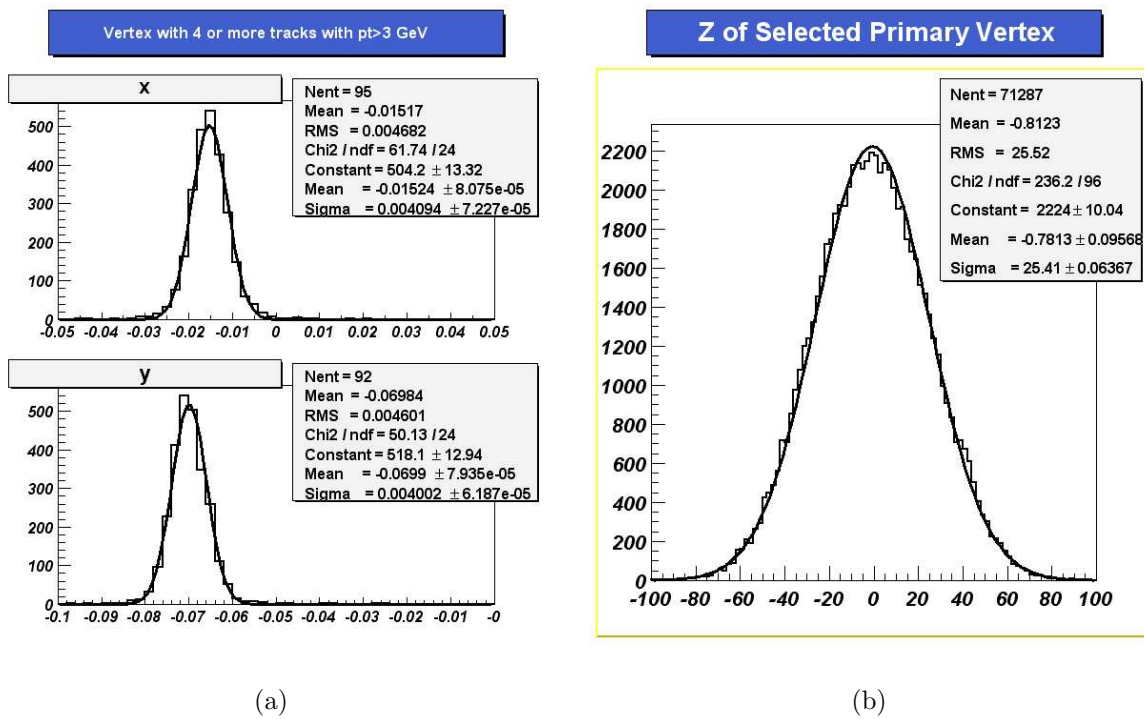 Vertex with 4 or more tracks with pt>3 GeV
x
Nent = 95
Mean = -0.01517
RMS = 0.004682
Chi2 / ndf = 61.74 / 24
Constant = 504.2 ± 13.32
Mean = -0.01524 ± 8.075e-05
Sigma = 0.004094 ± 7.227e-05
500
400
300
200
100
0
-0.05 -0.04 -0.03 -0.02 -0.01 0 0.01 0.02 0.03 0.04 0.05
y
Nent = 92
Mean = -0.06984
RMS = 0.004601
Chi2 / ndf = 50.13 / 24
Constant = 518.1 ± 12.94
Mean = -0.0699 ± 7.935e-05
Sigma = 0.004002 ± 6.187e-05
500
400
300
200
100
0
-0.1 -0.09 -0.08 -0.07 -0.06 -0.05 -0.04 -0.03 -0.02 -0.01 -0
(a)
Z of Selected Primary Vertex
Nent = 71287
Mean = -0.8123
RMS = 25.52
Chi2 / ndf = 236.2 / 96
Constant = 2224 ± 10.04
Mean = -0.7813 ± 0.09568
Sigma = 25.41 ± 0.06367
2200
2000
1800
1600
1400
1200
1000
800
600
400
200
0
-100 -80 -60 -40 -20 0 20 40 60 80 100
(b)